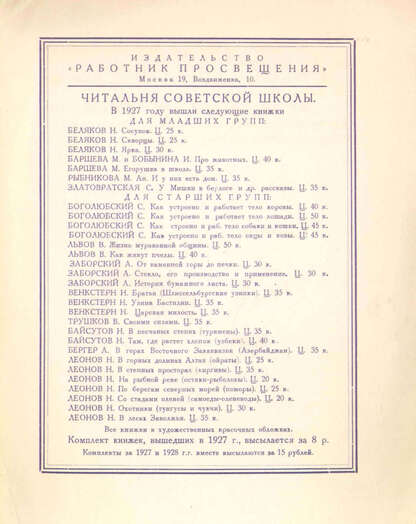 ИЗДАТЕЛЬСТВО
«РАБОТНИК ПРОСВЕЩЕНИЯ»
Москва 19, Воздвиженка, 10.
ЧИТАЛЬНЯ СОВЕТСКОЙ ШКОЛЫ.
В 1927 году вышли следующие книжки
ДЛЯ МЛАДШИХ ГРУПП:
БЕЛЯКОВ Н. Сосунок. Ц. 25 к.
БЕЛЯКОВ Н. Скворцы. Ц. 25 к.
БЕЛЯКОВ Н. Ярка. Ц. 30 к.
БАРШЕВА М. и БОБЫНИНА И. Про животных. Ц. 40 к.
БАРШЕВА М. Егорушка в школе. Ц. 35 к.
РЫБНИКОВА М. Ан. И у них есть дом. Ц. 35 к.
ЗЛАТОВРАТСКАЯ С. У Мишки в берлоге и др. рассказы. Ц. 35 к.
ДЛЯ СТАРШИХ ГРУПП:
БОГОЛЮБСКИЙ С. Как устроено и работает тело коровы. Ц. 40 к.
БОГОЛЮБСКИЙ С. Как устроено и работает тело лошади. Ц. 50 к.
БОГОЛЮБСКИЙ С. Как строено и раб. тело собаки и кошки. Ц. 45 к.
БОГОЛЮБСКИЙ С. Как устроено и раб. тело овцы и козы. Ц. 45 к.
ЛЬВОВ В. Жизнь муравьиной общины. Ц. 50 к.
ЛЬВОВ В. Как живут пчелы. Ц. 40 к.
ЗАБОРСКИЙ А. От каменной горы до печки. Ц. 30 к.
ЗАБОРСКИЙ А. Стекло, его производство и применение. Ц. 30 к.
ЗАБОРСКИЙ А. История бумажного листа. Ц. 30 к.
ВЕНКСТЕРН Н. Братья (Шлиссельбургские узники). Ц. 35 к.
ВЕНКСТЕРН Н. Узник Бастилии. Ц. 35 к.
ВЕНКСТЕРН Н. Царская милость. Ц. 35 к.
ТРУШКОВ В. Своими силами. Ц. 35 к.
БАЙСУТОВ Н. В песчаных степях (туркмены). Ц. 35 к.
БАЙСУТОВ Н. Там, где растет хлопок (узбеки). Ц. 40 к.
БЕРГЕР А. В горах Восточного Закавказья (Азербайджан). Ц. 35 к.
ЛЕОНОВ Н. В горных долинах Алтая (ойраты). Ц. 25 к.
ЛЕОНОВ Н. В степных просторах (киргизы). Ц. 35 к.
ЛЕОНОВ Н. На рыбной реке (остяки-рыболовы). Ц. 20 к.
ЛЕОНОВ Н. По берегам северных морей (поморы). Ц. 25 к.
ЛЕОНОВ Н. Со стадами оленей (самоеды-оленеводы). Ц. 20 к.
ЛЕОНОВ Н. Охотники (тунгусы и чукчи). Ц. 30 к.
ЛЕОНОВ Н. В лесах Ц. 35 к.
Все книжки в художественных красочных обложках.
Комплект книжек, вышедших в 1927 г., высылается за 8 р.
Комплекты за 1927 и 1928 г.г. вместе высылаются за 15 рублей.